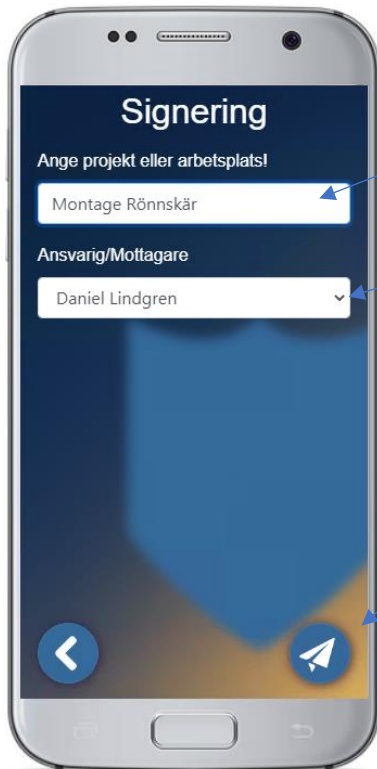 Signering
Ange projekt eller arbetsplats!
Montage Rönnskär
Ansvarig/Mottagare
Daniel Lindgren